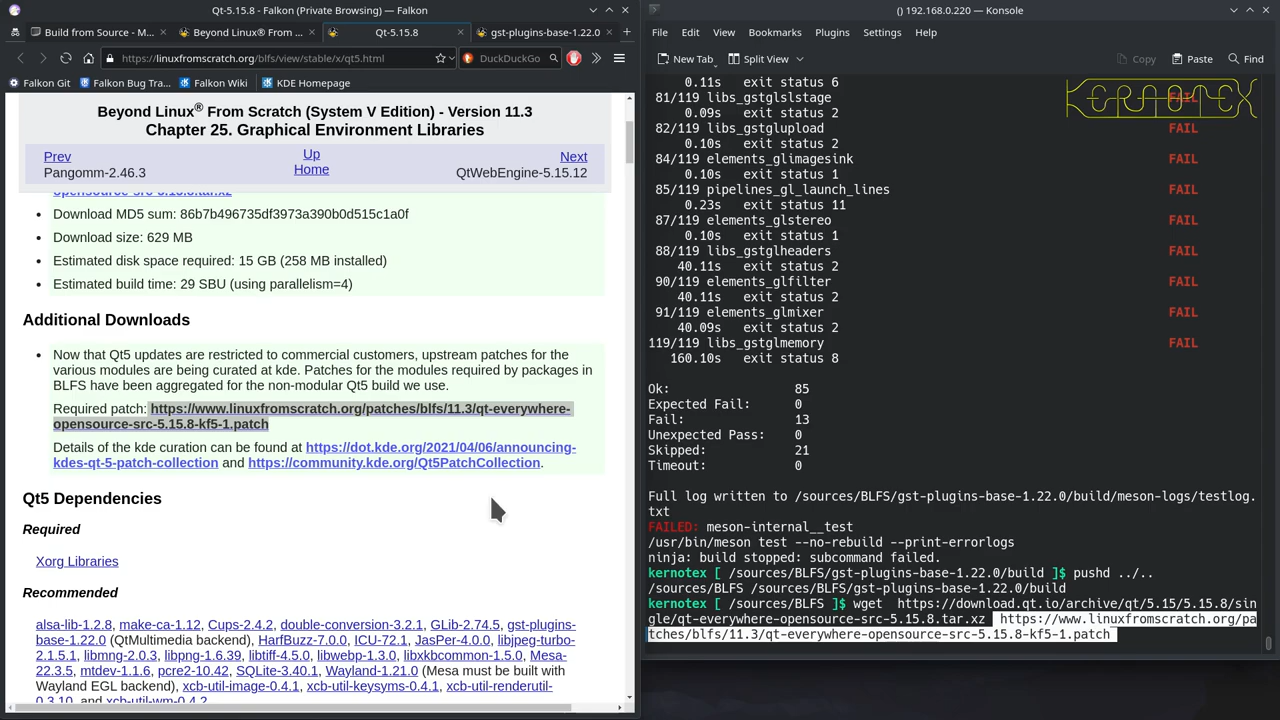 Qt-5.15.8 - Falkon (Private Browsing) — Falkon
Build from Source - M...
Beyond Linux® From ...
Qt-5.15.8
gst-plugins-base-1.22.0
https://linuxfromscratch.org/blfs/view/stable/x/qt5.html
DuckDuckGo
Falkon Git
Falkon Bug Tra...
Falkon Wiki
KDE Homepage
Beyond Linux® From Scratch (System V Edition) - Version 11.3
Chapter 25. Graphical Environment Libraries
Prev
Up
Next
Pangomm-2.46.3
Home
QtWebEngine-5.15.12
opensource-src-5.15.8.tar.xz
• Download MD5 sum: 86b7b496735df3973a390b0d515c1a0f
• Download size: 629 MB
• Estimated disk space required: 15 GB (258 MB installed)
• Estimated build time: 29 SBU (using parallelism=4)
Additional Downloads
• Now that Qt5 updates are restricted to commercial customers, upstream patches for the
various modules are being curated at kde. Patches for the modules required by packages in
BLFS have been aggregated for the non-modular Qt5 build we use.
Required patch: https://www.linuxfromscratch.org/patches/blfs/11.3/qt-everywhere-
opensource-src-5.15.8-kf5-1.patch
Details of the kde curation can be found at https://dot.kde.org/2021/04/06/announcing-
kdes-qt-5-patch-collection and https://community.kde.org/Qt5PatchCollection.
Qt5 Dependencies
Required
Xorg Libraries
Recommended
alsa-lib-1.2.8, make-ca-1.12, Cups-2.4.2, double-conversion-3.2.1, GLib-2.74.5, gst-plugins-
base-1.22.0 (QtMultimedia backend), HarfBuzz-7.0.0, ICU-72.1, JasPer-4.0.0, libjpeg-turbo-
2.1.5.1, libmng-2.0.3, libpng-1.6.39, libtiff-4.5.0, libwebp-1.3.0, libxkbcommon-1.5.0, Mesa-
22.3.5, mtdev-1.1.6, pcre2-10.42, SQLite-3.40.1, Wayland-1.21.0 (Mesa must be built with
Wayland EGL backend), xcb-util-image-0.4.1, xcb-util-keysyms-0.4.1, xcb-util-renderutil-
0.3.10, and xcb-util-wm-0.4.2
() 192.168.0.220 — Konsole
File Edit View Bookmarks Plugins Settings Help
New Tab
Split View
Copy
Paste
Find
KERNOTEX
0.11s exit status 6
81/119 libs_gstglslstage FAIL
0.09s exit status 2
82/119 libs_gstglupload FAIL
0.10s exit status 2
84/119 elements_glimagesink FAIL
0.10s exit status 1
85/119 pipelines_gl_launch_lines FAIL
0.23s exit status 11
87/119 elements_glstereo FAIL
0.10s exit status 1
88/119 libs_gstglheaders FAIL
40.11s exit status 2
90/119 elements_glfilter FAIL
40.11s exit status 2
91/119 elements_glmixer FAIL
40.09s exit status 2
119/119 libs_gstglmemory FAIL
160.10s exit status 8
Ok: 85
Expected Fail: 0
Fail: 13
Unexpected Pass: 0
Skipped: 21
Timeout: 0
Full log written to /sources/BLFS/gst-plugins-base-1.22.0/build/meson-logs/testlog.
txt
FAILED: meson-internal__test
/usr/bin/meson test --no-rebuild --print-errorlogs
ninja: build stopped: subcommand failed.
kernotex [ /sources/BLFS/gst-plugins-base-1.22.0/build ]$ pushd ../..
/sources/BLFS /sources/BLFS/gst-plugins-base-1.22.0/build
kernotex [ /sources/BLFS ]$ wget https://download.qt.io/archive/qt/5.15/5.15.8/sin
gle/qt-everywhere-opensource-src-5.15.8.tar.xz https://www.linuxfromscratch.org/pa
tches/blfs/11.3/qt-everywhere-opensource-src-5.15.8-kf5-1.patch